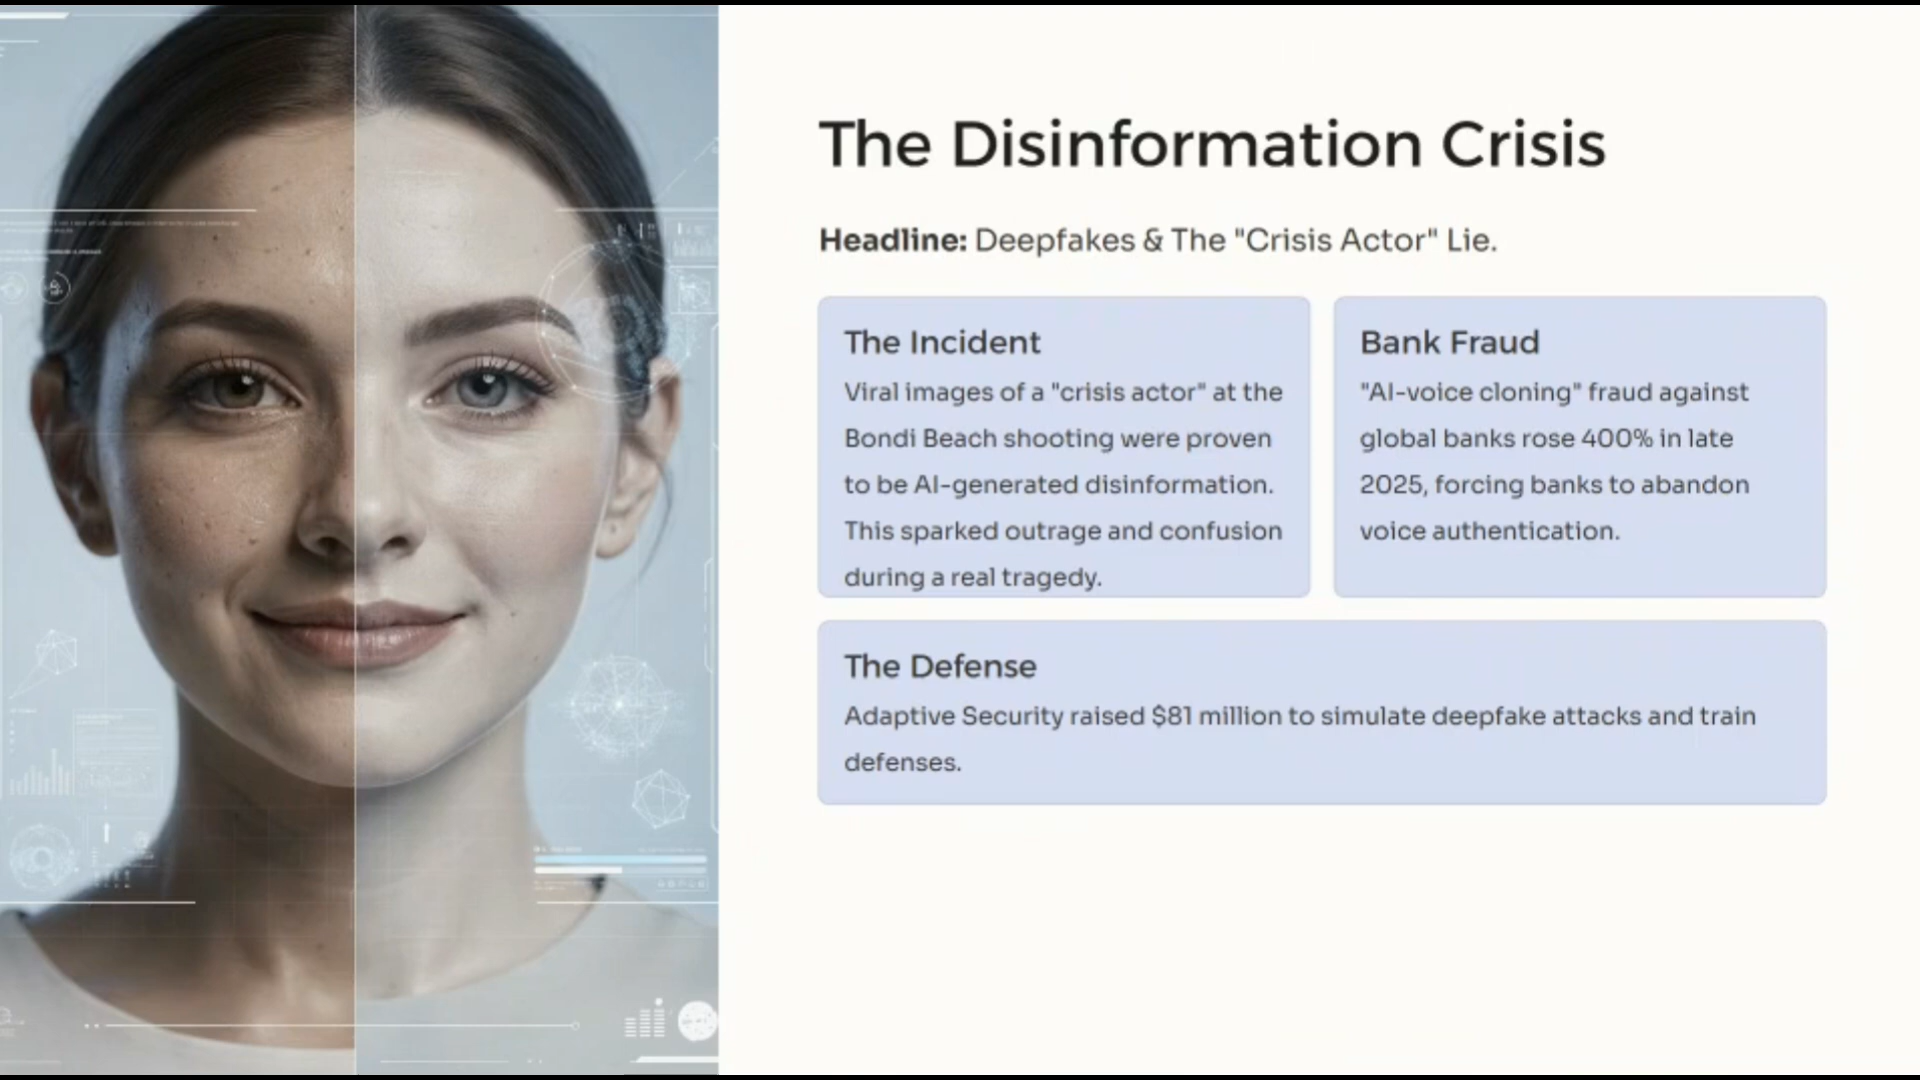 The Disinformation Crisis
Headline: Deepfakes & The "Crisis Actor" Lie.
The Incident
Viral images of a "crisis actor" at the
Bondi Beach shooting were proven
to be AI-generated disinformation.
This sparked outrage and confusion
during a real tragedy.
Bank Fraud
"AI-voice cloning" fraud against
global banks rose 400% in late
2025, forcing banks to abandon
voice authentication.
The Defense
Adaptive Security raised $81 million to simulate deepfake attacks and train
defenses.